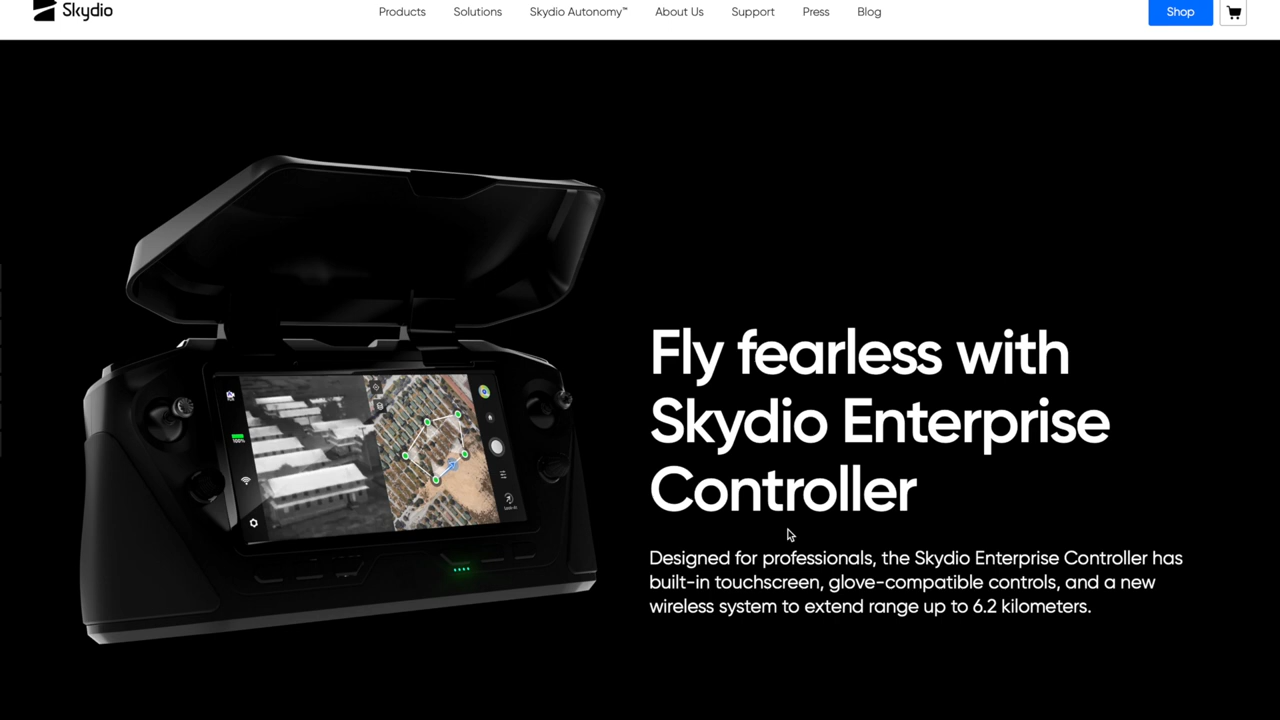 Skydio
Products
Solutions
Skydio Autonomy™
About Us
Support
Press
Blog
Shop
100%
Fly fearless with
Skydio Enterprise
Controller
Designed for professionals, the Skydio Enterprise Controller has
built-in touchscreen, glove-compatible controls, and a new
wireless system to extend range up to 6.2 kilometers.